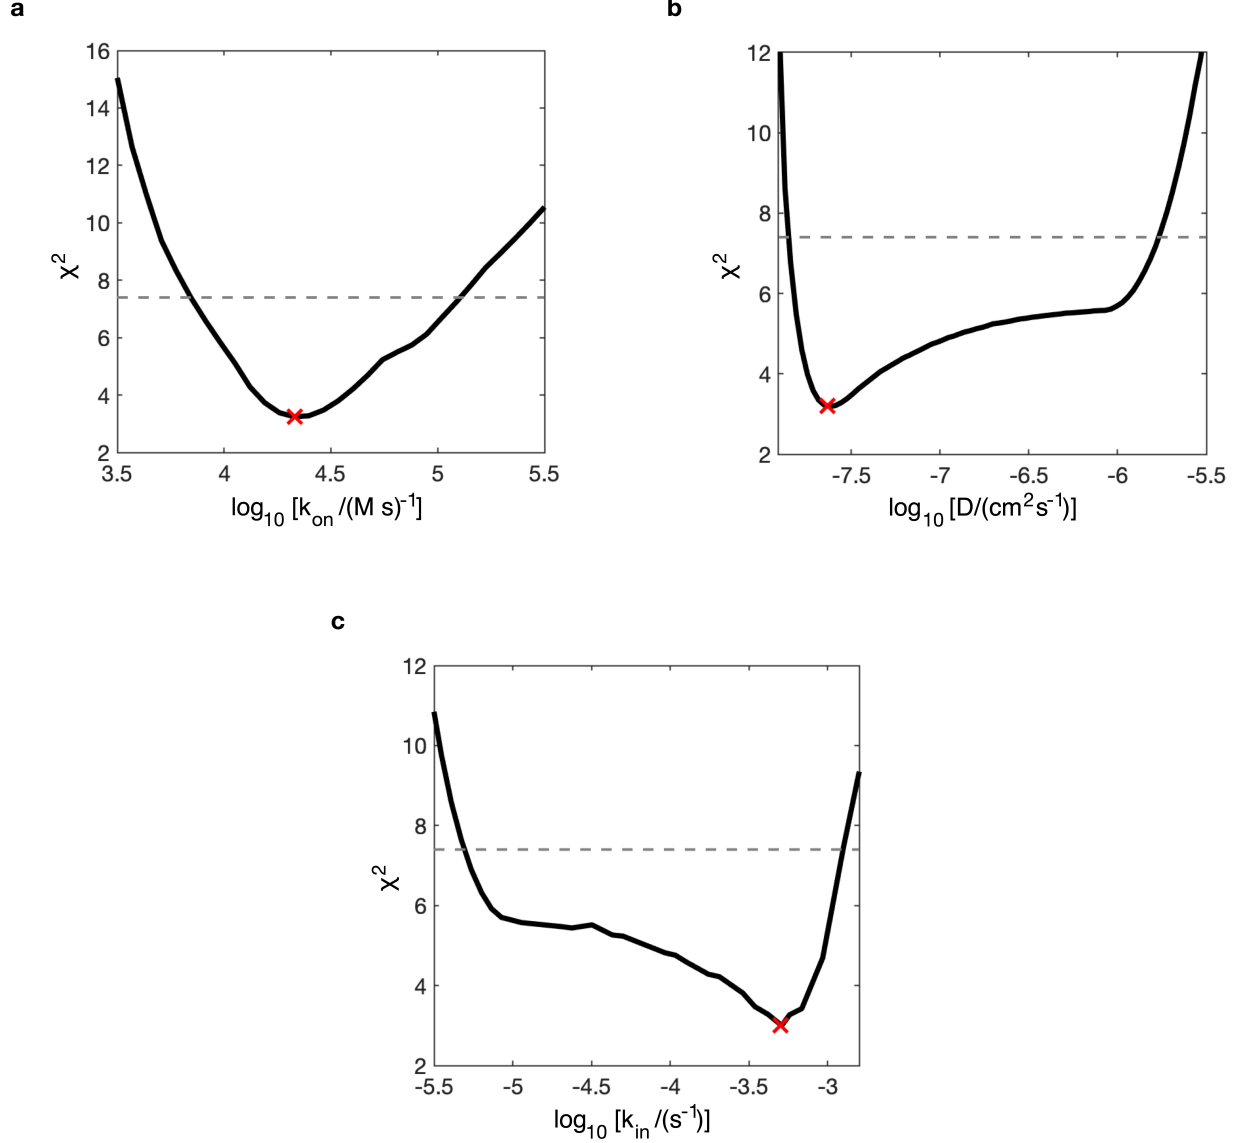 a
16
14
12
10
8
6
4
2
χ²
3.5 4 4.5 5 5.5
log₁₀ [kₒₙ /(M s)⁻¹]
b
12
10
8
6
4
2
χ²
-7.5 -7 -6.5 -6 -5.5
log₁₀ [D/(cm²s⁻¹)]
c
12
10
8
6
4
2
χ²
-5.5 -5 -4.5 -4 -3.5 -3
log₁₀ [kᵢₙ /(s⁻¹)]